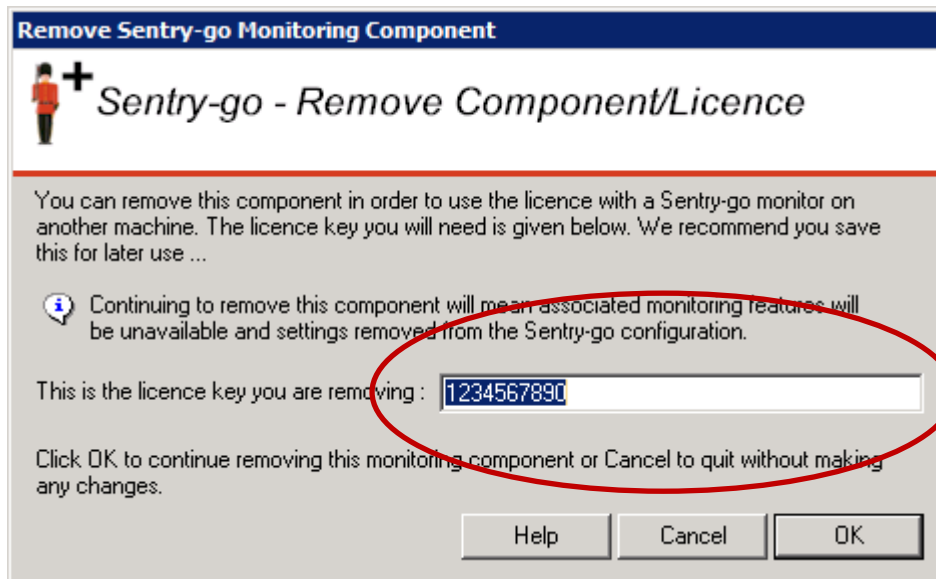 Remove Sentry-go Monitoring Component
Sentry-go - Remove Component/Licence
You can remove this component in order to use the licence with a Sentry-go monitor on
another machine. The licence key you will need is given below. We recommend you save
this for later use ...
Continuing to remove this component will mean associated monitoring features will
be unavailable and settings removed from the Sentry-go configuration.
This is the licence key you are removing : 1234567890
Click OK to continue removing this monitoring component or Cancel to quit without making
any changes.
Help Cancel OK